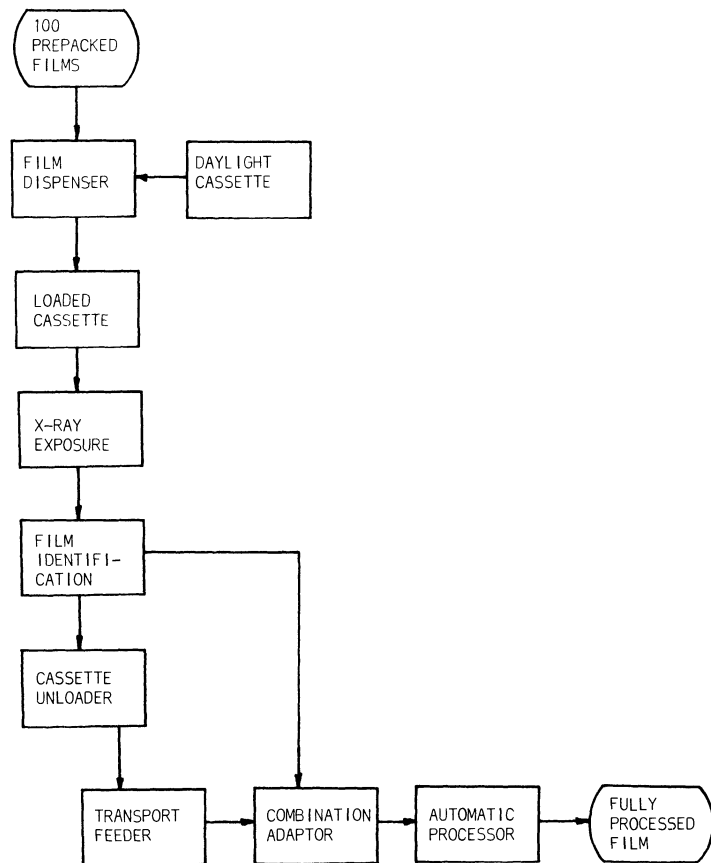 100
PREPACKED
FILMS
FILM
DISPENSER
DAYLIGHT
CASSETTE
LOADED
CASSETTE
X-RAY
EXPOSURE
FILM
IDENTIFI-
CATION
CASSETTE
UNLOADER
TRANSPORT
FEEDER
COMBINATION
ADAPTOR
AUTOMATIC
PROCESSOR
FULLY
PROCESSED
FILM